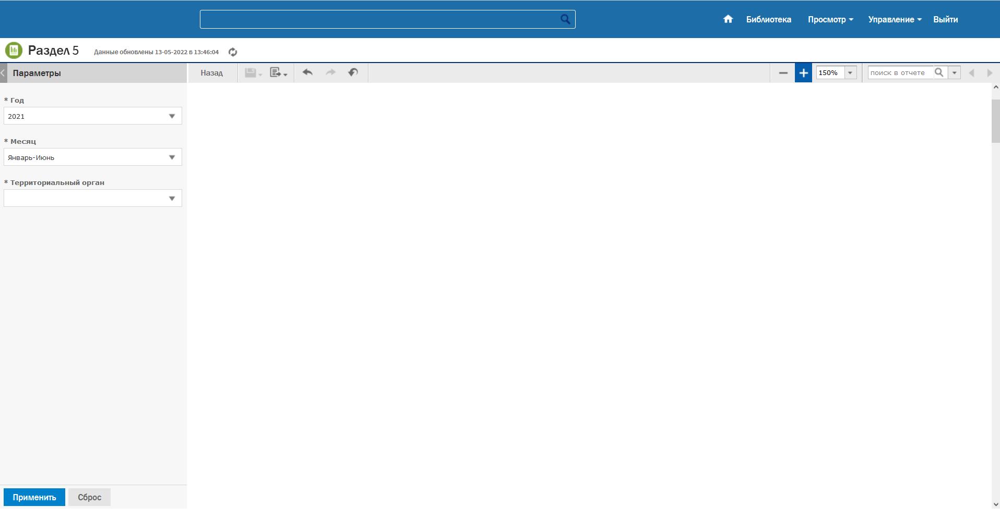 Библиотека Просмотр Управление Выйти
Раздел 5 Данные обновлены 13-05-2022 в 13:46:04
Параметры Назад 150% поиск в отчете
* Год
2021
* Месяц
Январь-Июнь
* Территориальный орган
Применить Сброс